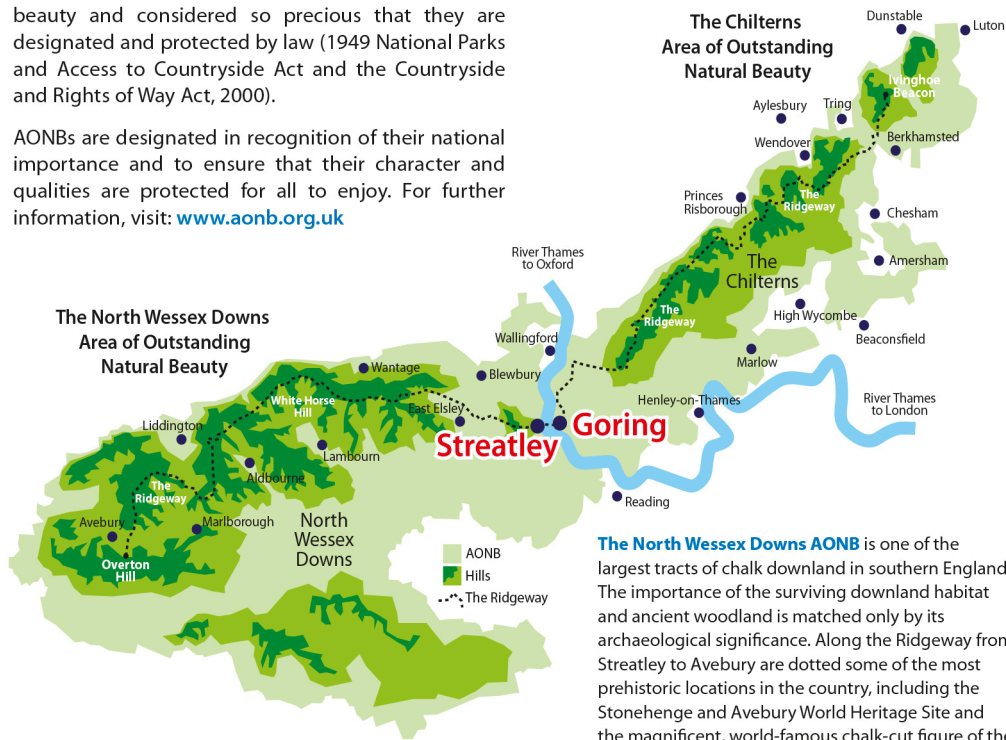 beauty and considered so precious that they are
designated and protected by law (1949 National Parks
and Access to Countryside Act and the Countryside
and Rights of Way Act, 2000).
AONBs are designated in recognition of their national
importance and to ensure that their character and
qualities are protected for all to enjoy. For further
information, visit: www.aonb.org.uk
The Chilterns
Area of Outstanding
Natural Beauty
Dunstable
Luton
Ivinghoe
Beacon
Aylesbury
Tring
Wendover
Berkhamsted
Princes
Risborough
The
Ridgeway
Chesham
Amersham
The
Chilterns
River Thames
to Oxford
The
Ridgeway
High Wycombe
Beaconsfield
Marlow
Wallingford
The North Wessex Downs
Area of Outstanding
Natural Beauty
Wantage
Blewbury
White Horse
Hill
East Elsley
Henley-on-Thames
River Thames
to London
Liddington
Streatley
Goring
Lambourn
Aldbourne
The
Ridgeway
Reading
Avebury
Marlborough
North
Wessex
Downs
Overton
Hill
AONB
Hills
The Ridgeway
The North Wessex Downs AONB is one of the
largest tracts of chalk downland in southern England
The importance of the surviving downland habitat
and ancient woodland is matched only by its
archaeological significance. Along the Ridgeway from
Streatley to Avebury are dotted some of the most
prehistoric locations in the country, including the
Stonehenge and Avebury World Heritage Site and
the magnificent, world-famous chalk-cut figure of the